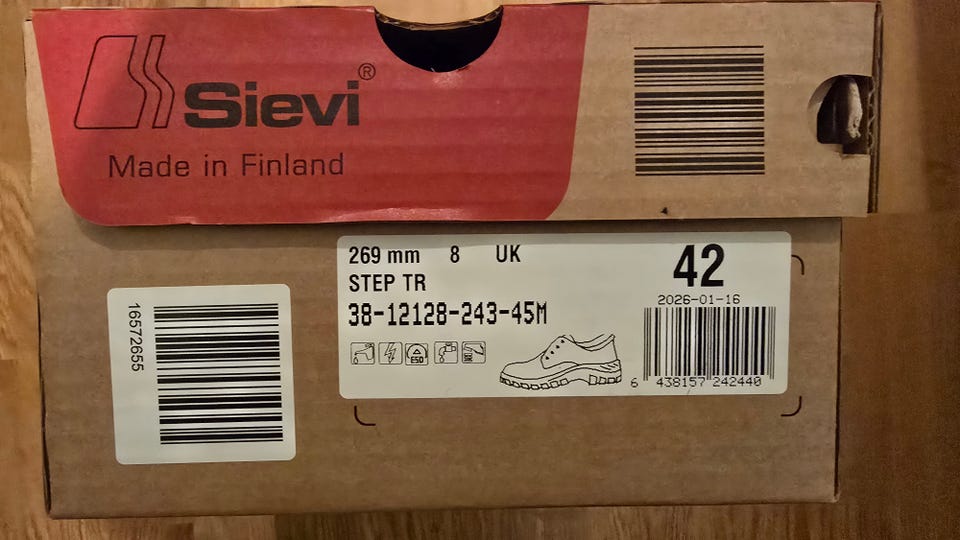 Sievi®
Made in Finland
269 mm 8 UK
STEP TR
38-12128-243-45M
42
2026-01-16
ESD
6 438157 242440
16572655